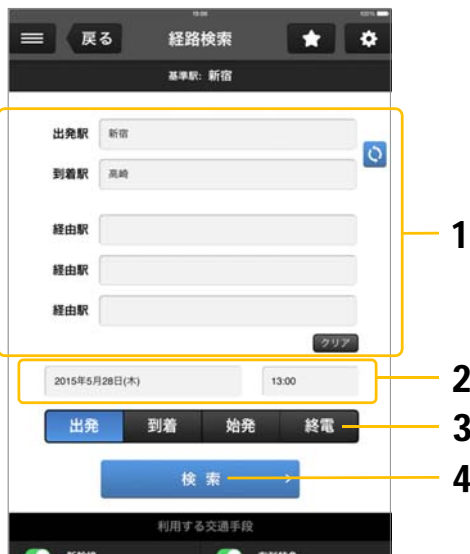 戻る 経路検索
基準駅: 新宿
出発駅 新宿
到着駅 高崎
経由駅
1
経由駅
経由駅
クリア
2015年5月28日(木) 13:00
2
出発 到着 始発 終電
3
検 索
4
利用する交通手段